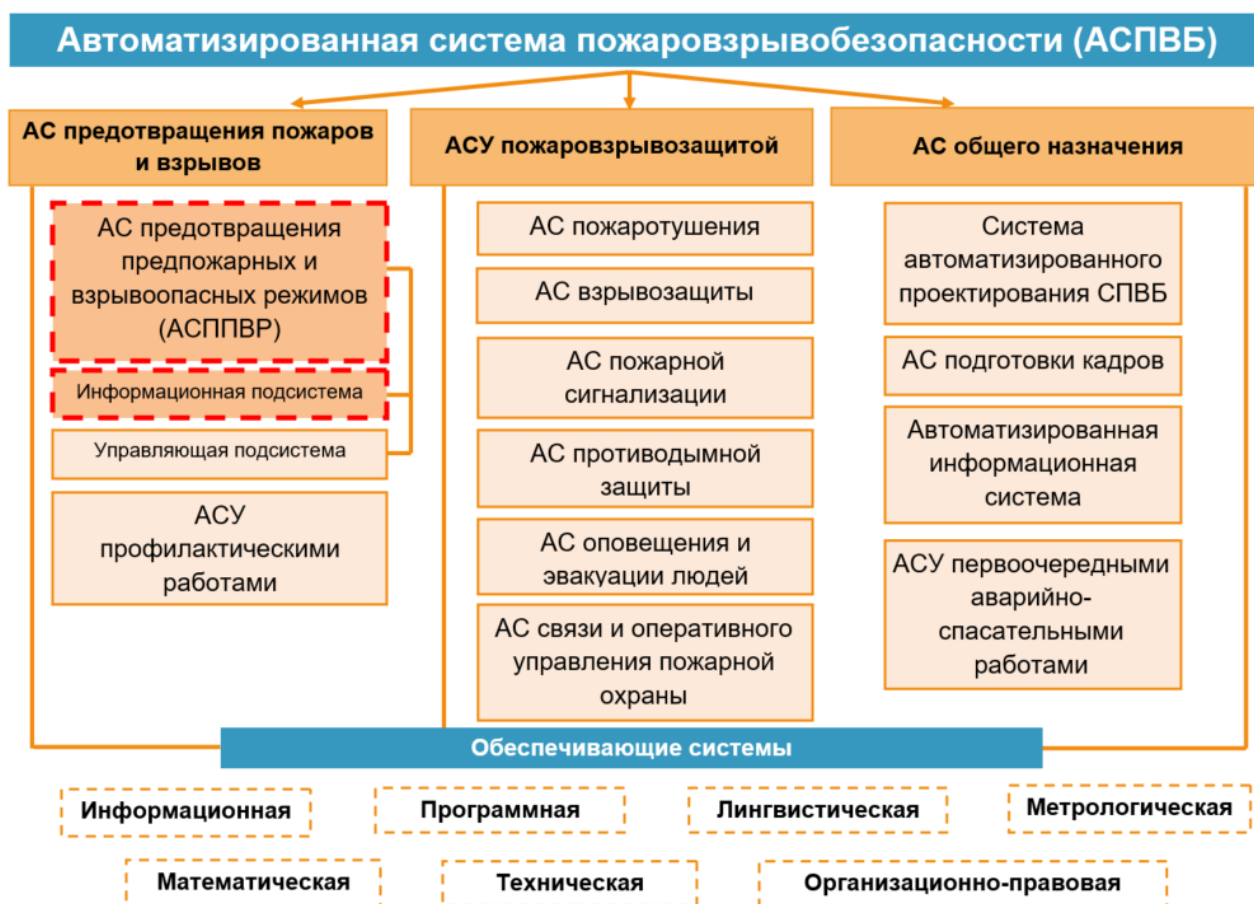 Автоматизированная система пожаровзрывобезопасности (АСПВБ)
АС предотвращения пожаров
и взрывов
АС предотвращения
предпожарных и
взрывоопасных режимов
(АСППВР)
Информационная подсистема
Управляющая подсистема
АСУ
профилактическими
работами
АСУ пожаровзрывозащитой
АС пожаротушения
АС взрывозащиты
АС пожарной
сигнализации
АС противодымной
защиты
АС оповещения и
эвакуации людей
АС связи и оперативного
управления пожарной
охраны
АС общего назначения
Система
автоматизированного
проектирования СПВБ
АС подготовки кадров
Автоматизированная
информационная
система
АСУ первоочередными
аварийно-
спасательными
работами
Обеспечивающие системы
Информационная
Программная
Лингвистическая
Метрологическая
Математическая
Техническая
Организационно-правовая